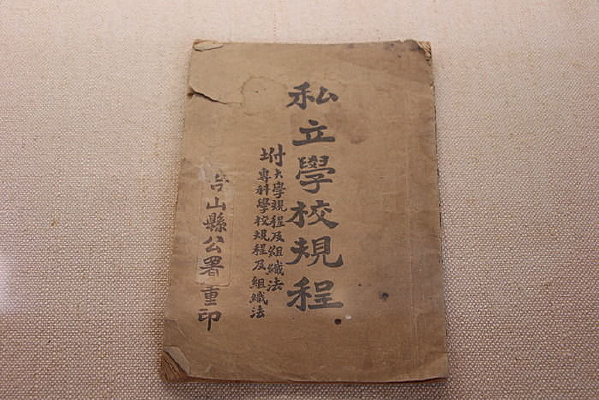 私立學校規程
坿大學規程及組織法
專科學校規程及組織法
台山縣公署重印